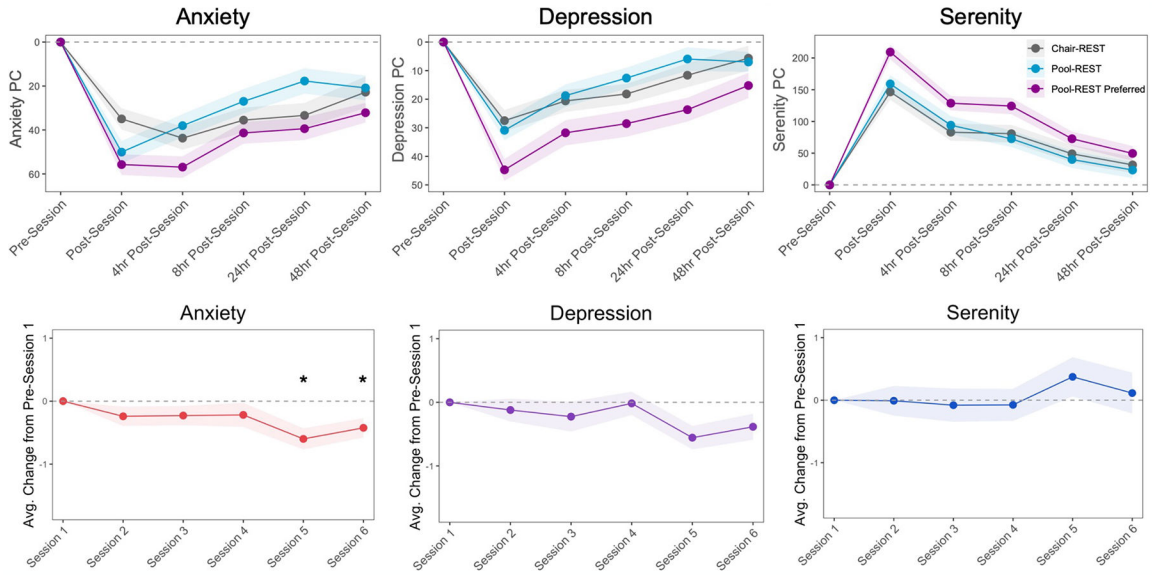 Anxiety
Depression
Serenity
Anxiety PC
0
20
40
60
Pre-Session
Post-Session
4hr Post-Session
8hr Post-Session
24hr Post-Session
48hr Post-Session
Depression PC
0
10
20
30
40
50
Pre-Session
Post-Session
4hr Post-Session
8hr Post-Session
24hr Post-Session
48hr Post-Session
Serenity PC
200
150
100
50
0
Chair-REST
Pool-REST
Pool-REST Preferred
Pre-Session
Post-Session
4hr Post-Session
8hr Post-Session
24hr Post-Session
48hr Post-Session
Anxiety
Depression
Serenity
Avg. Change from Pre-Session 1
1
0
-1
* *
Session 1
Session 2
Session 3
Session 4
Session 5
Session 6
Avg. Change from Pre-Session 1
1
0
-1
Session 1
Session 2
Session 3
Session 4
Session 5
Session 6
Avg. Change from Pre-Session 1
1
0
-1
Session 1
Session 2
Session 3
Session 4
Session 5
Session 6